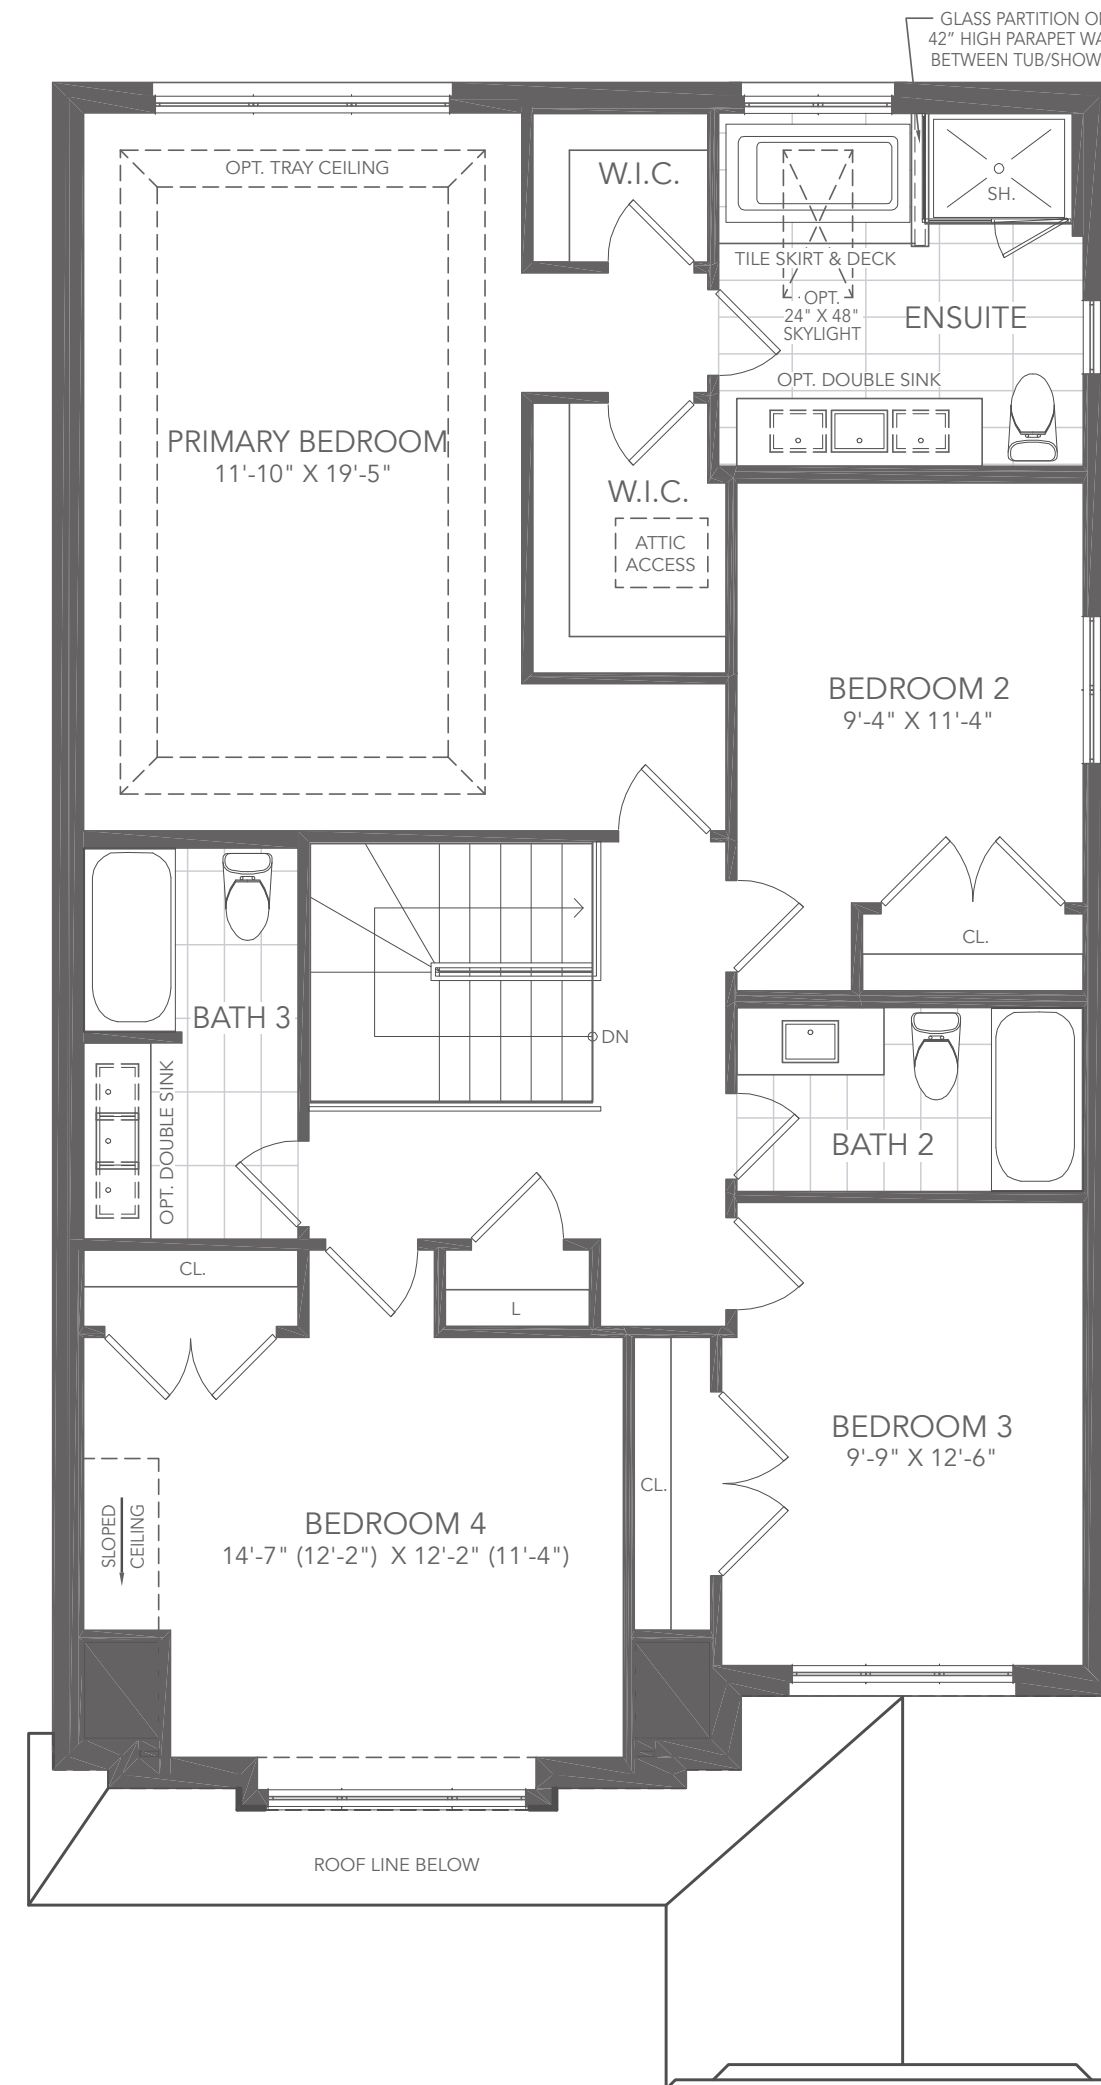 GLASS PARTITION
42" HIGH PARAPET
BETWEEN
OPT. TRAY CEILING
W.I.C.
SH.
TILE SKIRT & DECK
OPT.
24" X 48"
SKYLIGHT
ENSUITE
OPT. DOUBLE SINK
PRIMARY BEDROOM
11'-10" X 19'-5"
W.I.C.
ATTIC
ACCESS
BEDROOM 2
9'-4" X 11'-4"
CL.
BATH 3
DN
OPT. DOUBLE SINK
BATH 2
CL.
L
BEDROOM 3
9'-9" X 12'-6"
CL.
SLOPED
CEILING
BEDROOM 4
14'-7" (12'-2") X 12'-2" (11'-4")
ROOF LINE BELOW